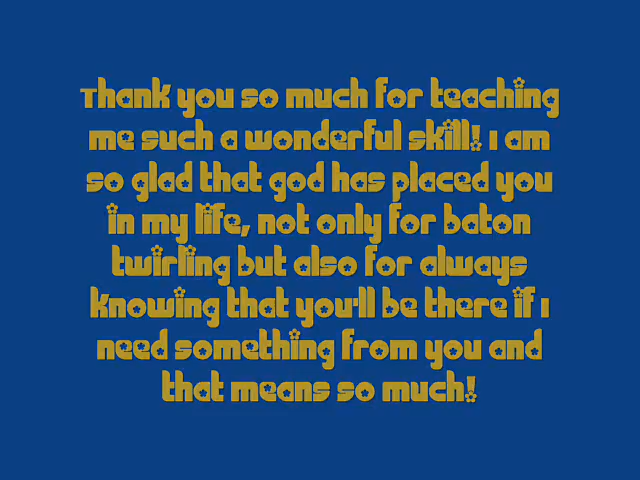 Thank you so much for teaching
me such a wonderful skill! I am
so glad that god has placed you
in my life, not only for baton
twirling but also for always
knowing that you'll be there if I
need something from you and
that means so much!